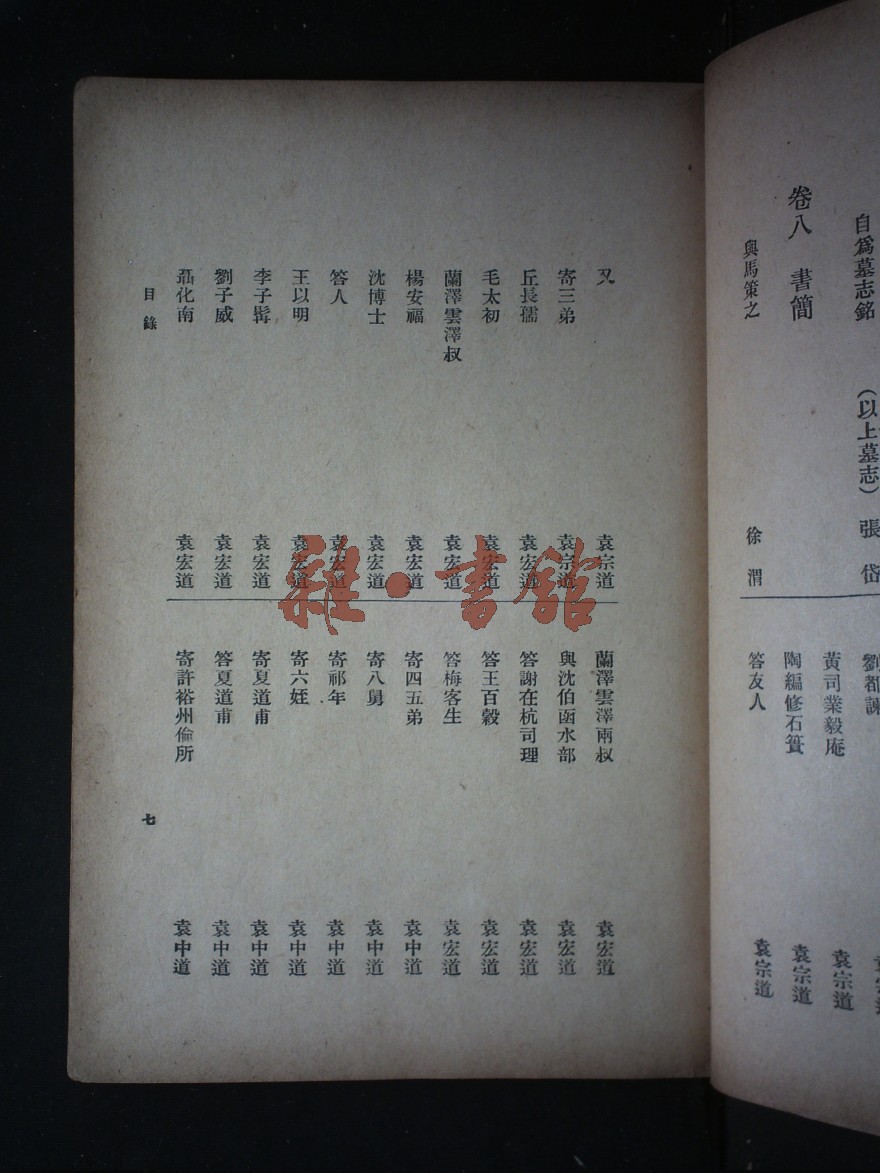 自爲墓志銘 (以上墓志) 張岱
卷八 書簡
與馬策之 徐渭
黃司業毅庵 袁宗道
陶編修石簣 袁宗道
答友人 袁宗道
又 袁宗道
寄三弟 袁宗道
丘長孺 袁宏道
毛太初 袁宏道
蘭澤雲澤叔 袁宏道
楊安福 袁宏道
沈博士 袁宏道
答人 袁宏道
王以明 袁宏道
李子髯 袁宏道
劉子威 袁宏道
聶化南 袁宏道
蘭澤雲澤兩叔 袁宏道
與沈伯函水部 袁宏道
答謝在杭司理 袁宏道
答王百穀 袁宏道
答梅客生 袁宏道
寄四五弟 袁中道
寄八舅 袁中道
寄祁年 袁中道
寄六姪 袁中道
寄夏道甫 袁中道
答夏道甫 袁中道
寄許裕州倫所 袁中道
目錄
七
雜·書館